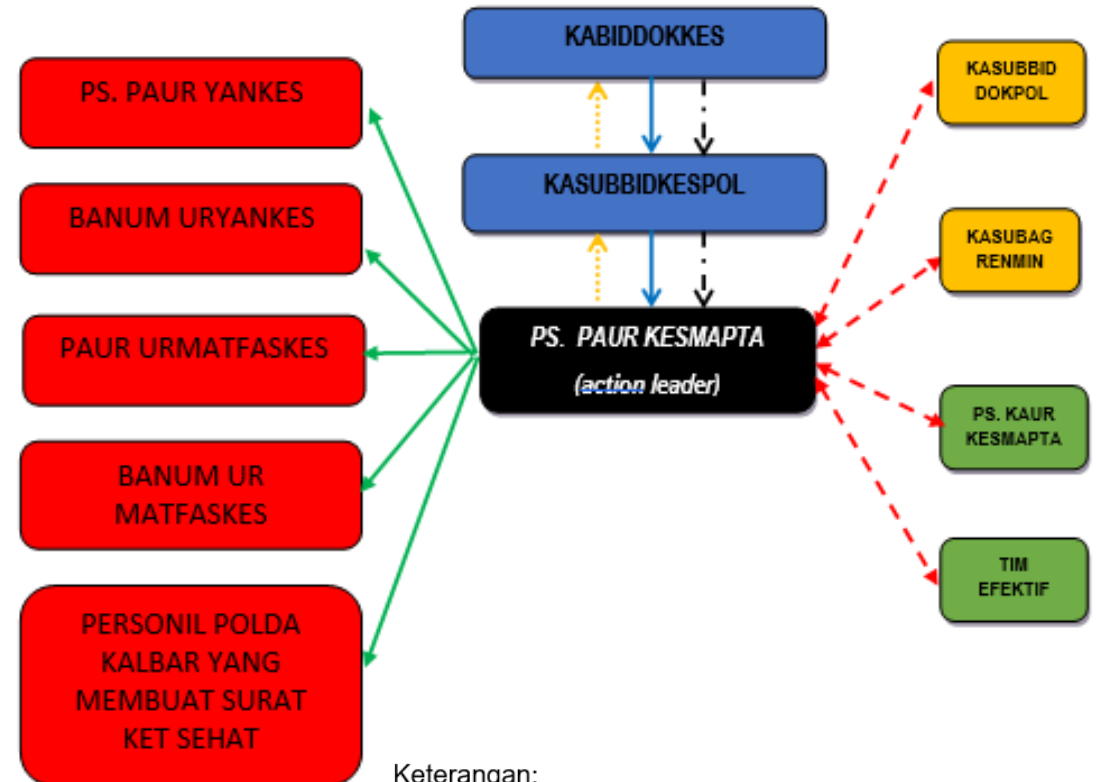 KABIDDOKKES
KASUBBIDKESPOL
PS. PAUR KESMAPTA
(action leader)
PS. PAUR YANKES
BANUM URYANKES
PAUR URMATFASKES
BANUM UR
MATFASKES
PERSONIL POLDA
KALBAR YANG
MEMBUAT SURAT
KET SEHAT
KASUBBID
DOKPOL
KASUBAG
RENMIN
PS. KAUR
KESMAPTA
TIM
EFEKTIF
Keterangan: